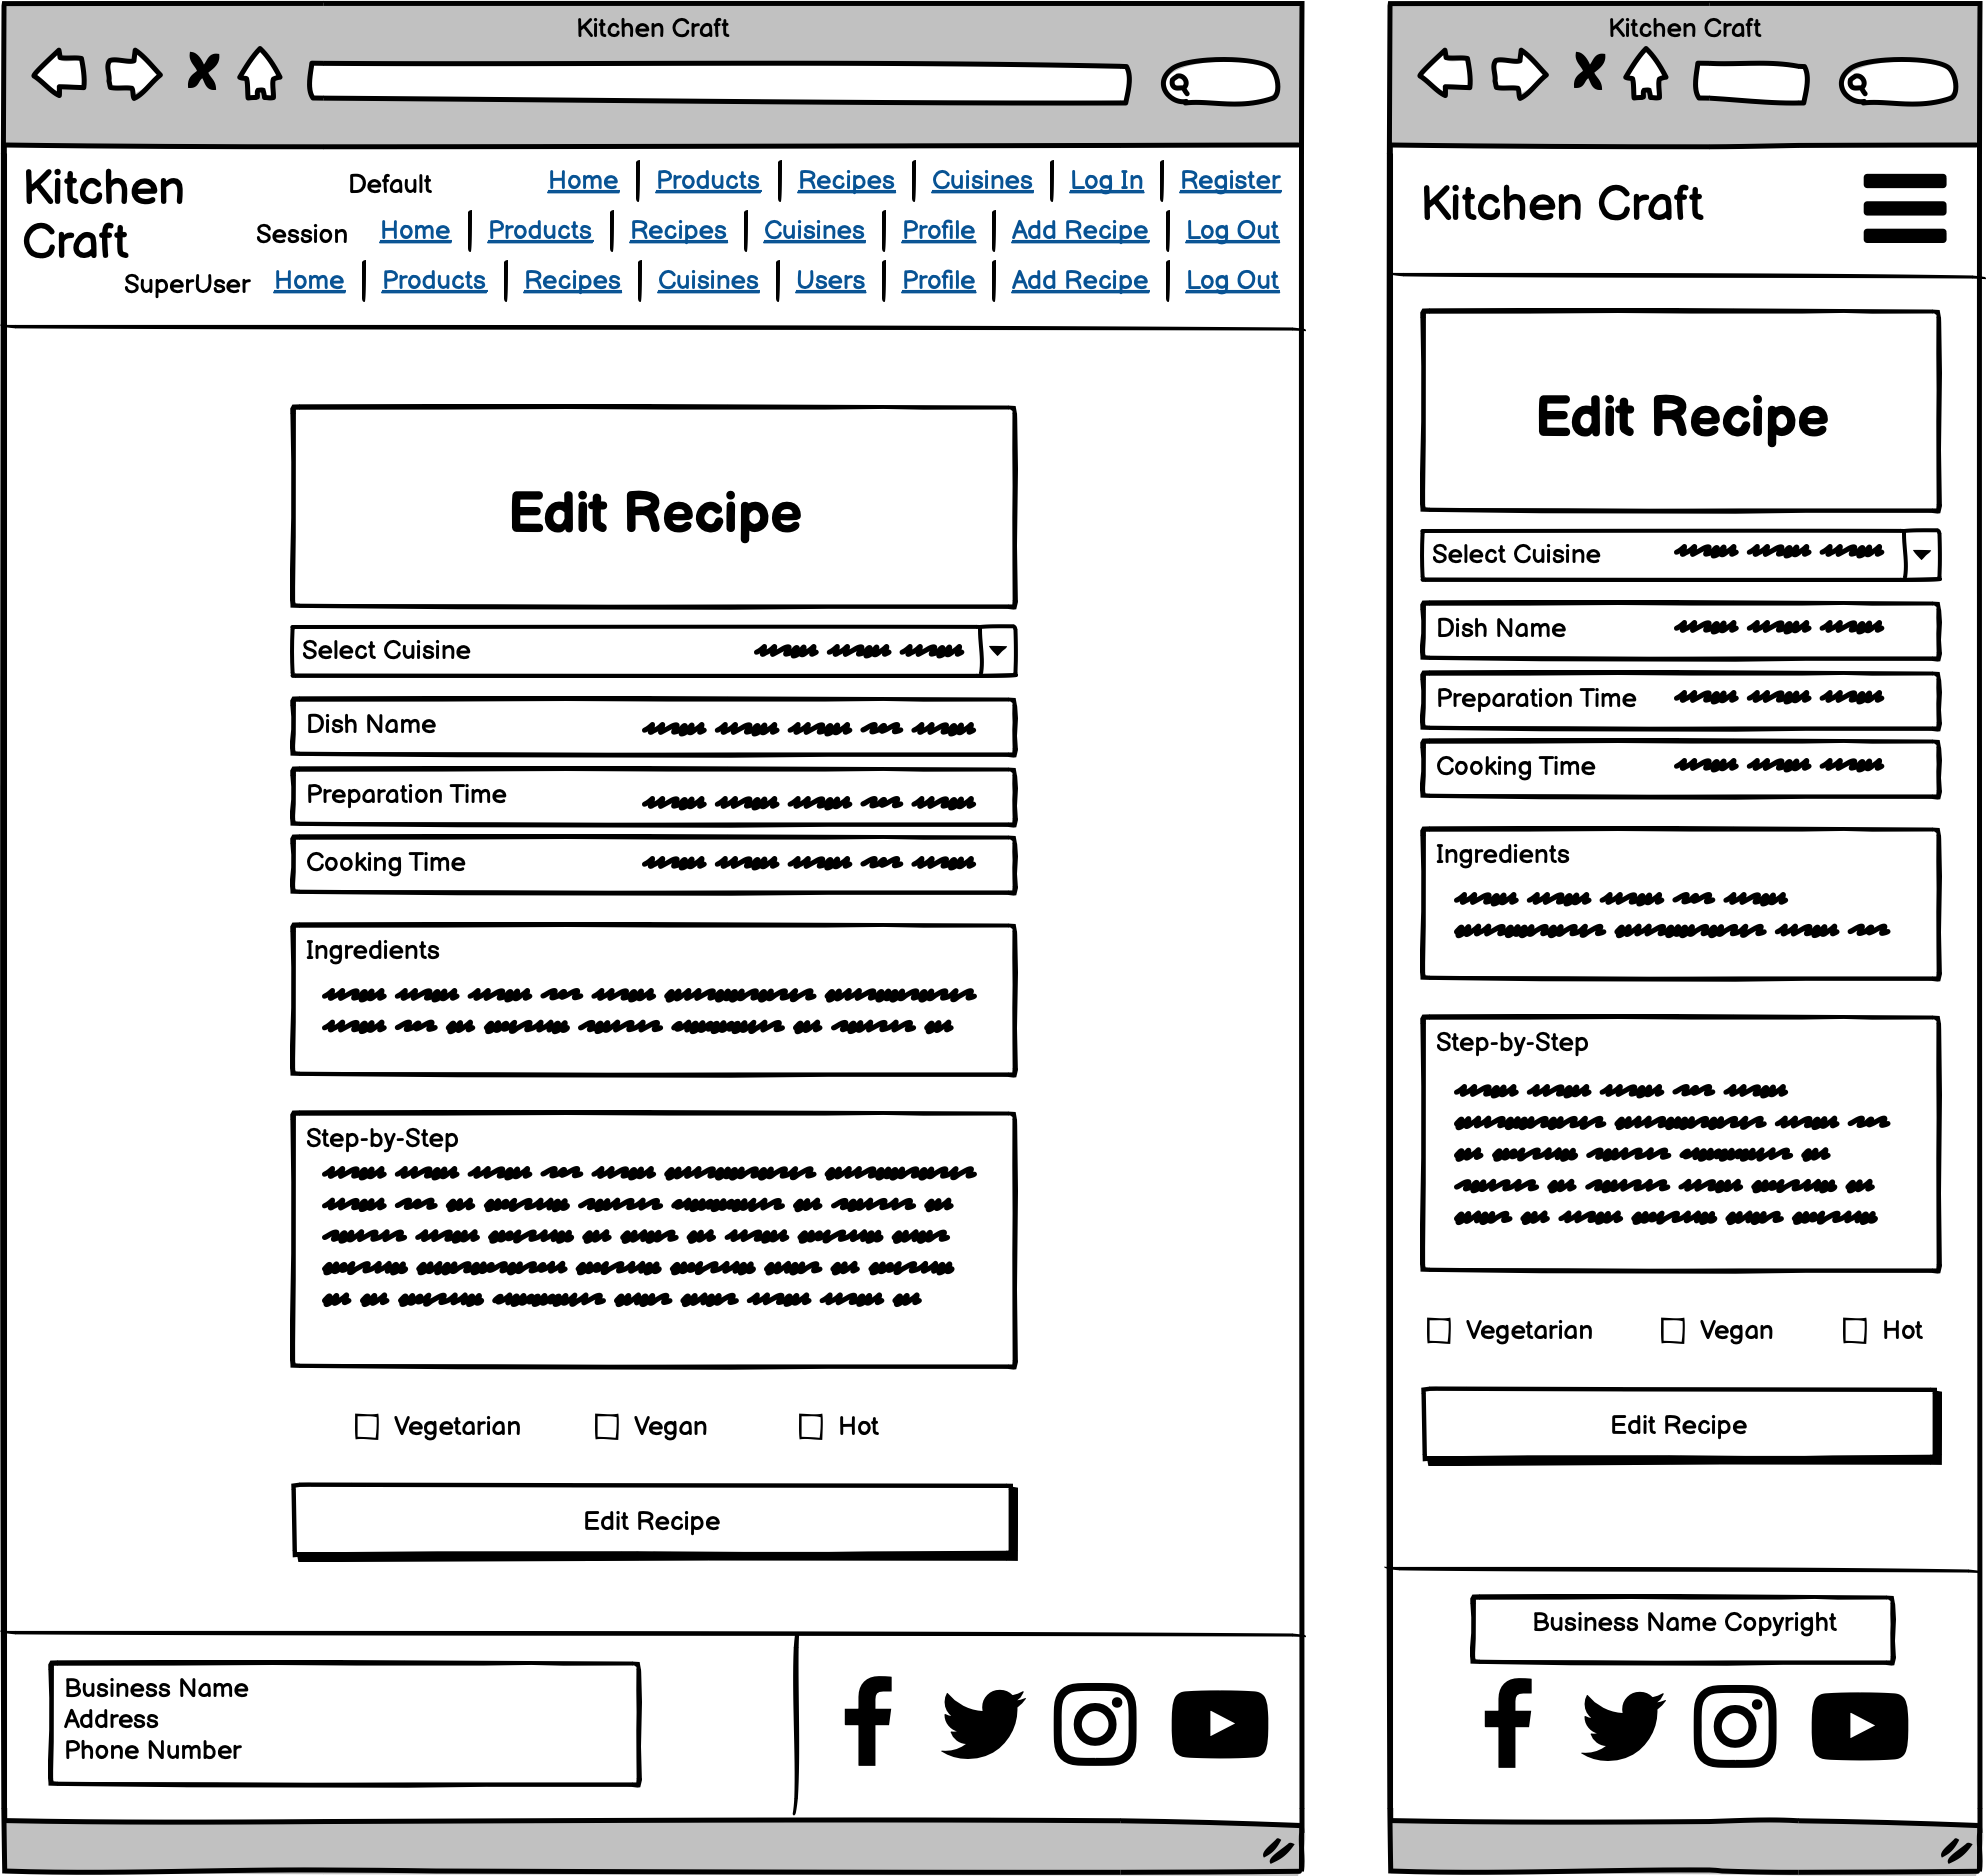 Kitchen Craft
Kitchen
Craft
Default Home Products Recipes Cuisines Log In Register
Session Home Products Recipes Cuisines Profile Add Recipe Log Out
SuperUser Home Products Recipes Cuisines Users Profile Add Recipe Log Out
Edit Recipe
Select Cuisine
Dish Name
Preparation Time
Cooking Time
Ingredients
Step-by-Step
Vegetarian Vegan Hot
Edit Recipe
Business Name
Address
Phone Number
Kitchen Craft
Kitchen Craft
Edit Recipe
Select Cuisine
Dish Name
Preparation Time
Cooking Time
Ingredients
Step-by-Step
Vegetarian Vegan Hot
Edit Recipe
Business Name Copyright